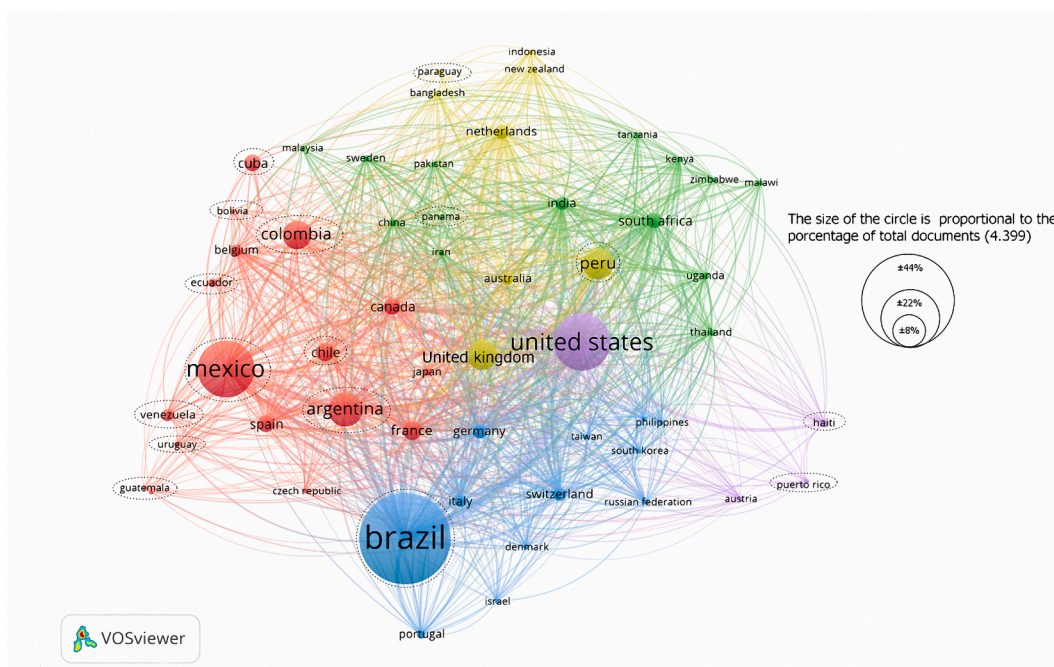 indonesia
new zealand
paraguay
bangladesh
netherlands
tanzania
malaysia
sweden
pakistan
kenya
cuba
zimbabwe
malawi
bolivia
india
china
panama
south africa
The size of the circle is proportional to the
porcentage of total documents (4.399)
colombia
belgium
iran
peru
±44%
ecuador
australia
uganda
canada
±22%
±8%
thailand
united states
chile
United kingdom
mexico
japan
argentina
venezuela
spain
france
germany
philippines
haiti
taiwan
uruguay
south korea
guatemala
czech republic
puerto rico
italy
switzerland
russian federation
austria
brazil
denmark
israel
portugal
VOSviewer